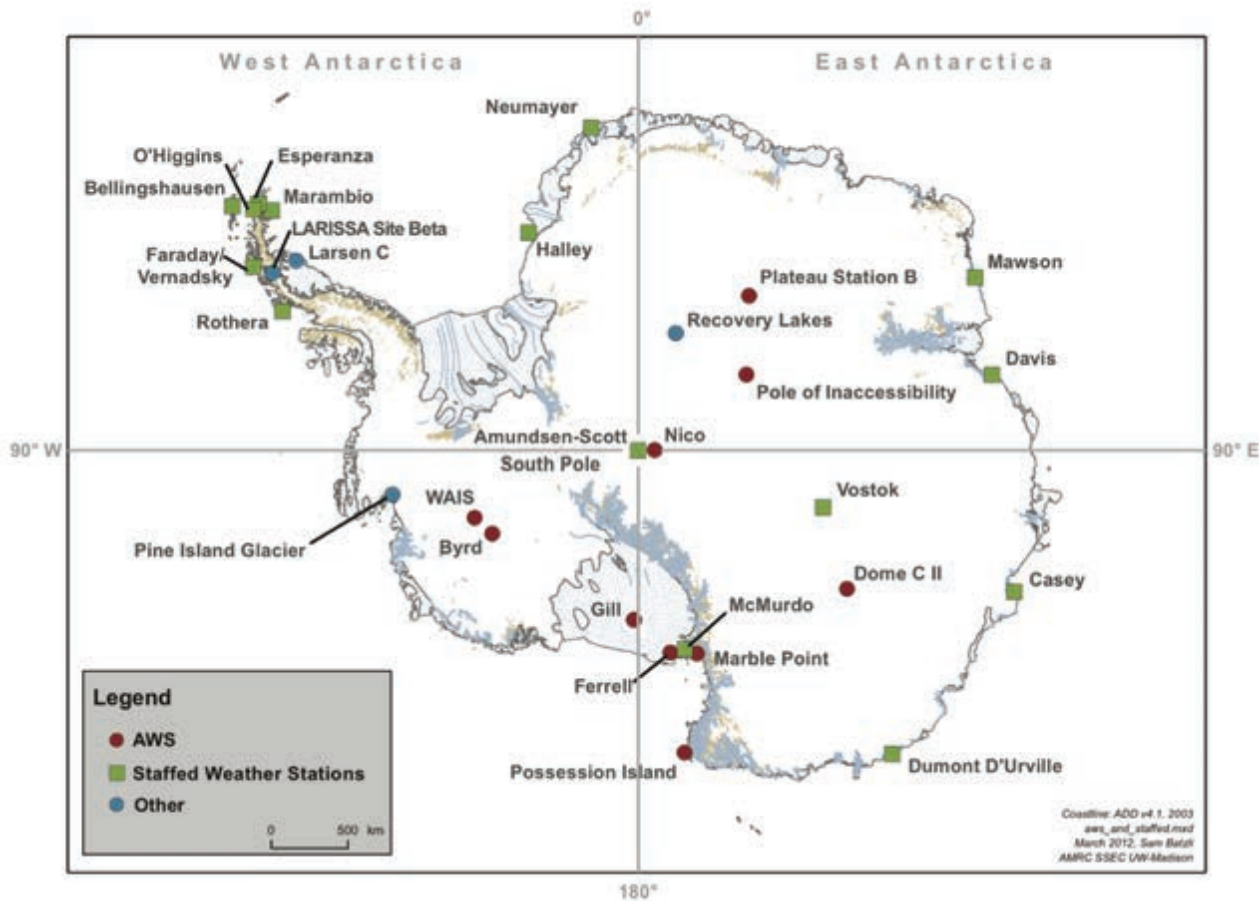 0°
West Antarctica
East Antarctica
Neumayer
O'Higgins
Esperanza
Bellingshausen
Marambio
LARISSA Site Beta
Larsen C
Faraday/
Vernadsky
Halley
Rothera
Mawson
Plateau Station B
Recovery Lakes
Davis
Pole of Inaccessibility
90° W
Amundsen-Scott
South Pole
Nico
90° E
WAIS
Byrd
Vostok
Pine Island Glacier
Dome C II
Casey
Gill
McMurdo
Marble Point
Ferrell
Possession Island
Dumont D'Urville
Legend
AWS
Staffed Weather Stations
Other
0 500 km
Coastline: ADD v4.1, 2003
aws_and_staffed.mxd
March 2012, Sam Batzli
AMRC SSEC UW-Madison
180°